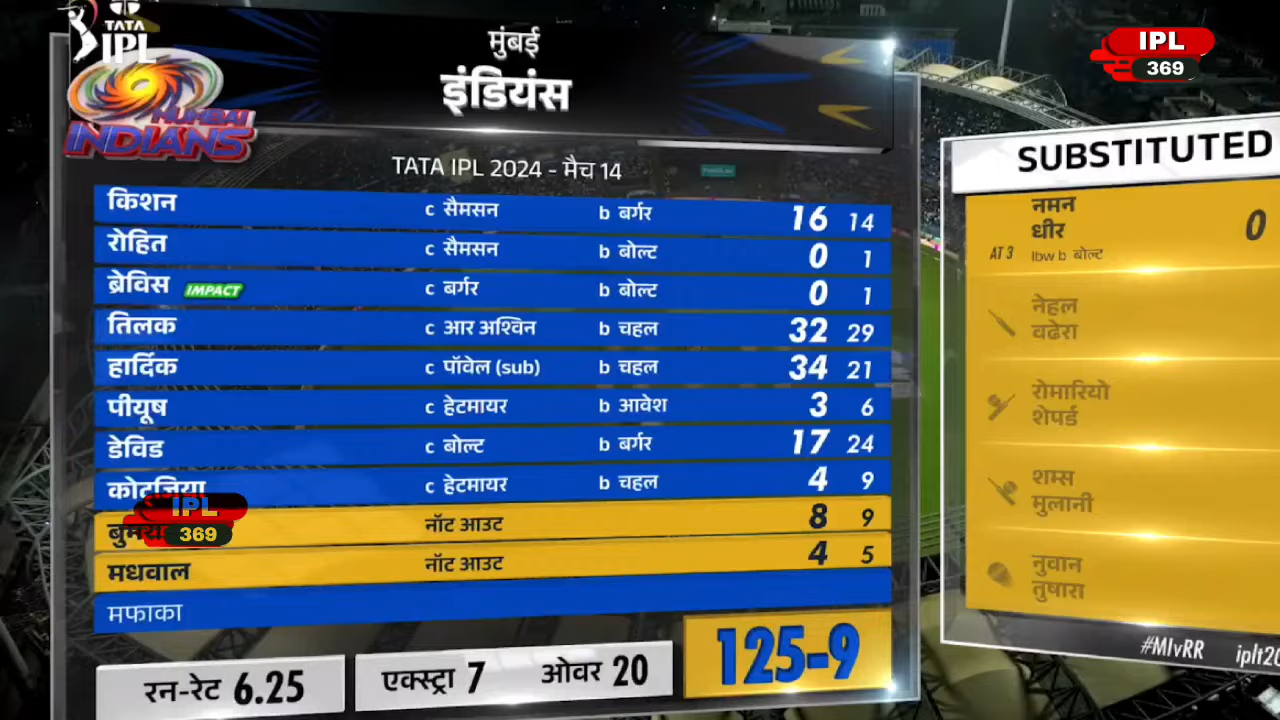 TATA
IPL
IPL
369
मुंबई
इंडियंस
MUMBAI
INDIANS
TATA IPL 2024 - मैच 14
किशन c सैमसन b बर्गर 16 14
रोहित c सैमसन b बोल्ट 0 1
ब्रेविस IMPACT c बर्गर b बोल्ट 0 1
तिलक c आर अश्विन b चहल 32 29
हार्दिक c पॉवेल (sub) b चहल 34 21
पीयूष c हेटमायर b आवेश 3 6
डेविड c बोल्ट b बर्गर 17 24
कोटज़िया c हेटमायर b चहल 4 9
IPL
369
नॉट आउट 8 9
मधवाल नॉट आउट 4 5
मफाका
रन-रेट 6.25 एक्स्ट्रा 7 ओवर 20 125-9
SUBSTITUTED
नमन
धीर 0
AT 3 lbw b बोल्ट
नेहल
वढेरा
रोमारियो
शेपर्ड
शम्स
मुलानी
नुवान
तुषारा
#MIvRR iplt20